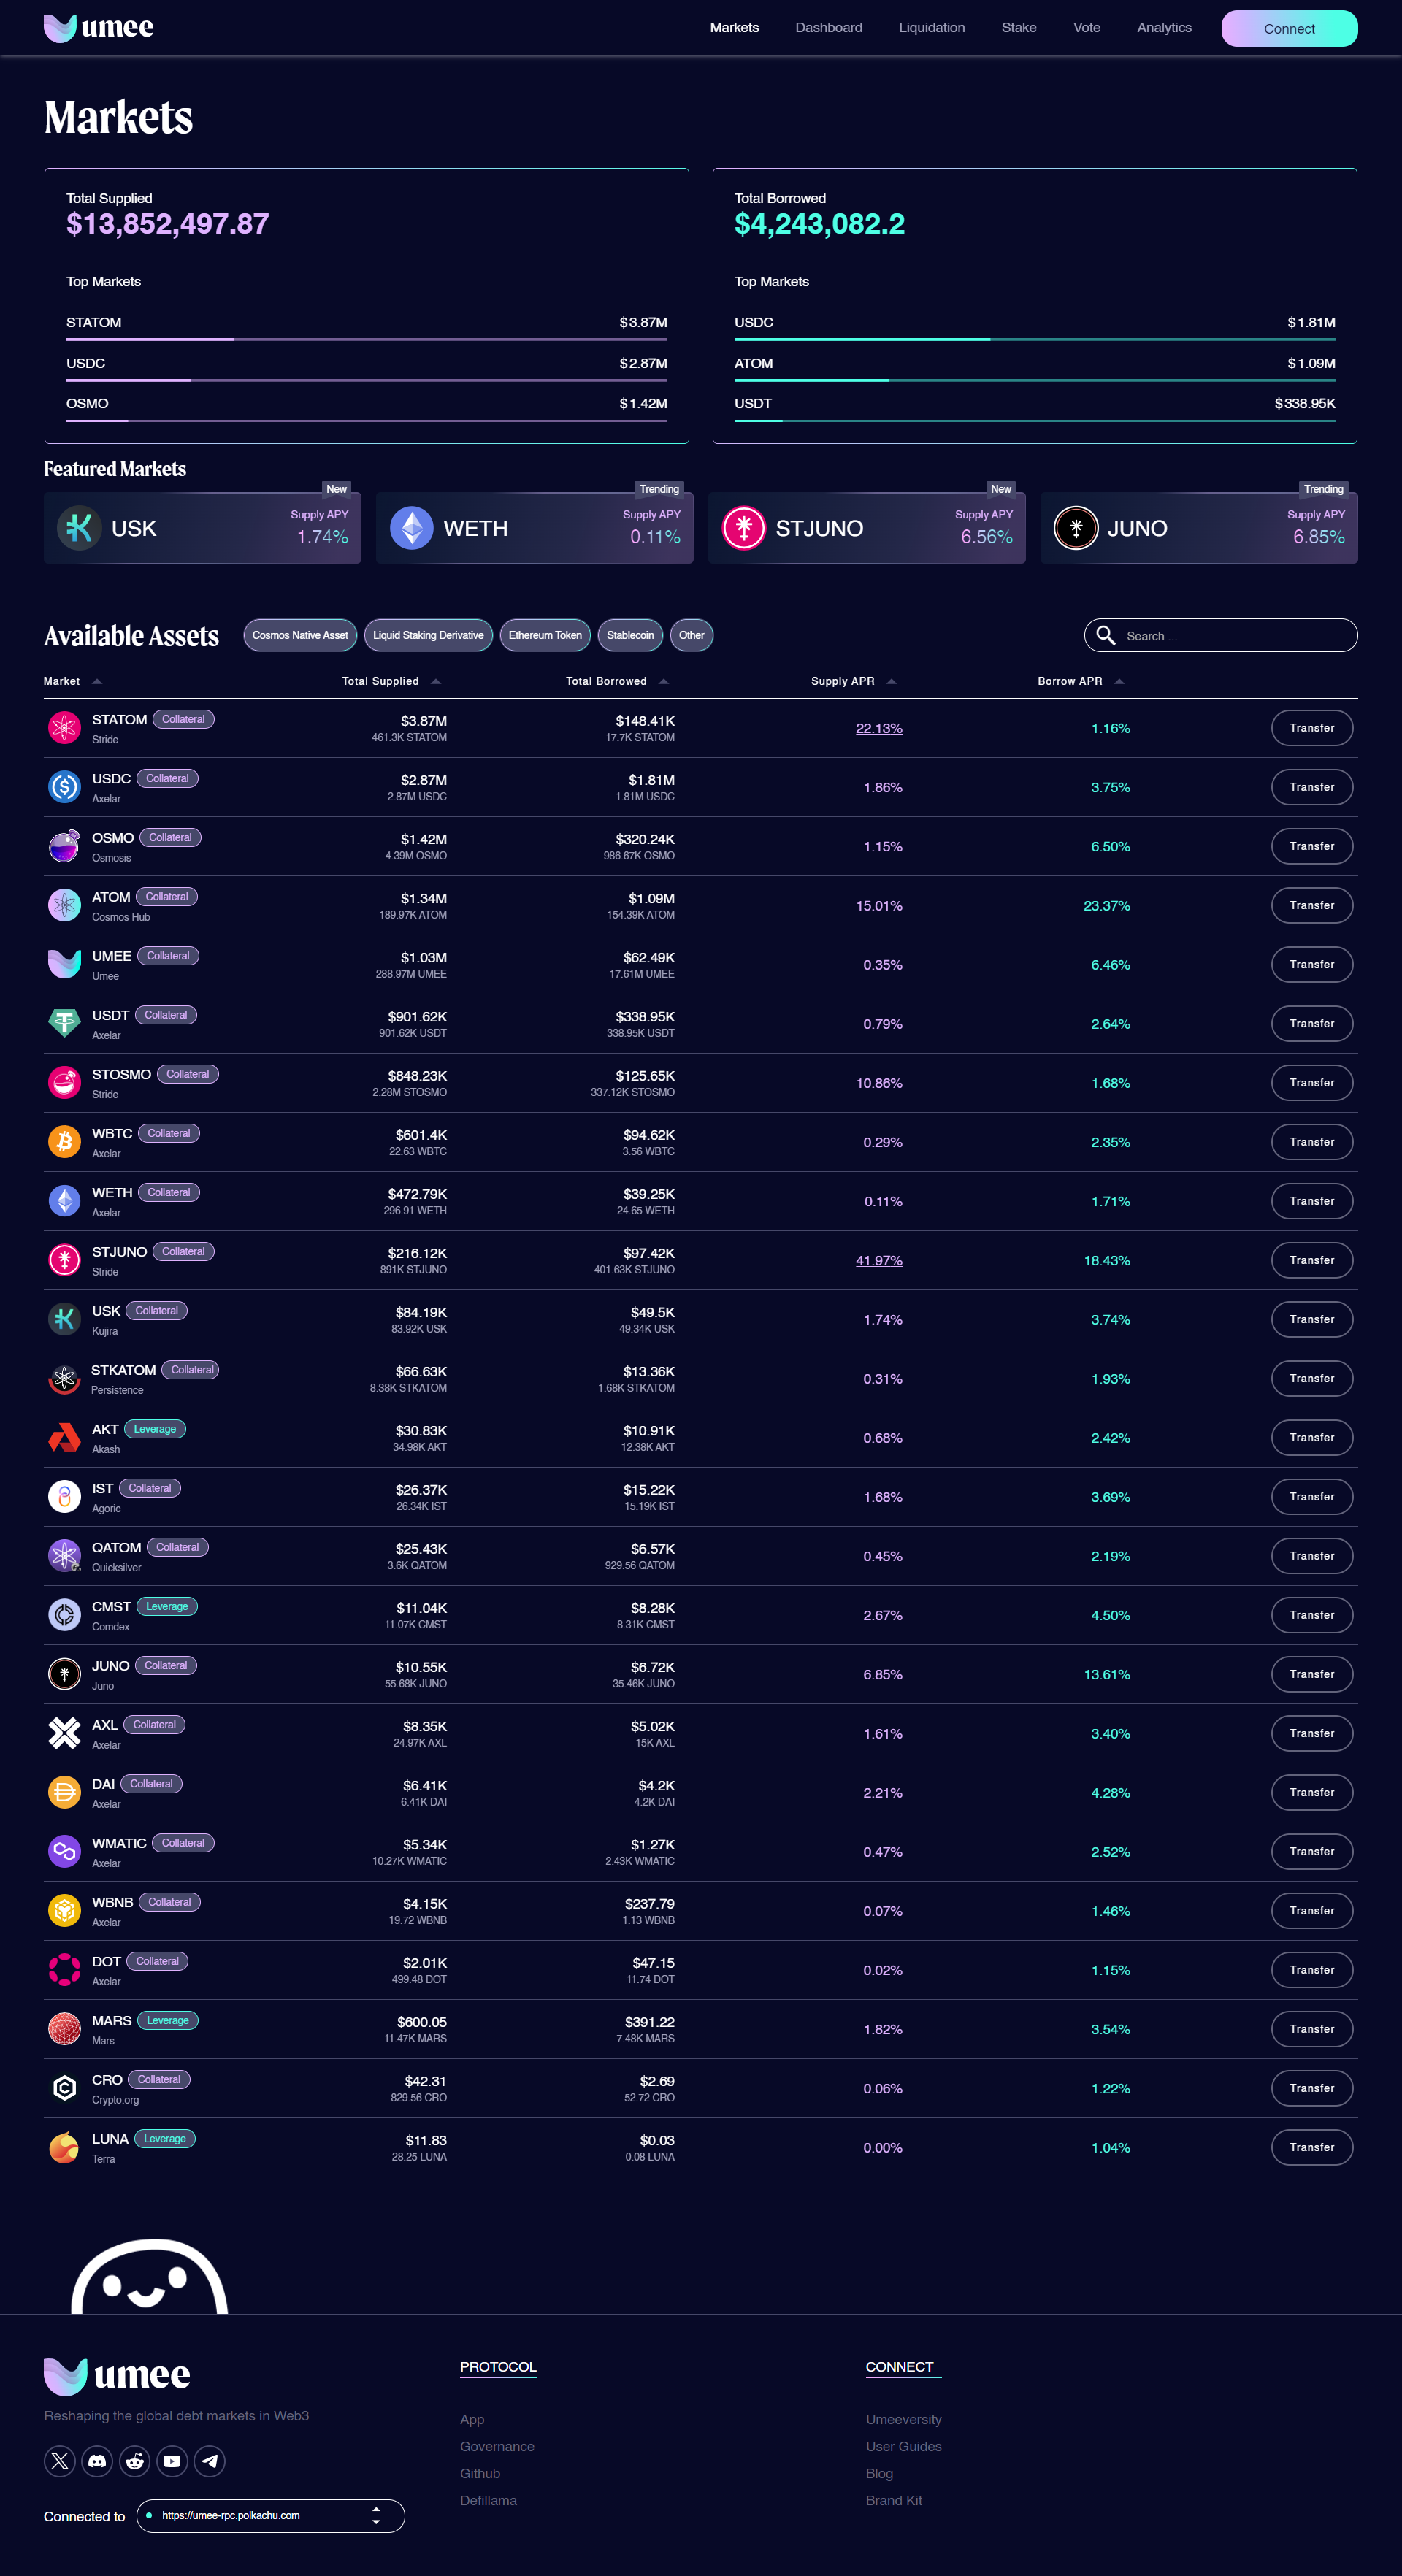 umee
Markets Dashboard Liquidation Stake Vote Analytics Connect
Markets
Total Supplied
$13,852,497.87
Top Markets
STATOM $3.87M
USDC $2.87M
OSMO $1.42M
Total Borrowed
$4,243,082.2
Top Markets
USDC $1.81M
ATOM $1.09M
USDT $338.95K
Featured Markets
New
USK
Supply APY
1.74%
Trending
WETH
Supply APY
0.11%
New
STJUNO
Supply APY
6.56%
Trending
JUNO
Supply APY
6.85%
Available Assets Cosmos Native Asset Liquid Staking Derivative Ethereum Token Stablecoin Other Search ...
Market Total Supplied Total Borrowed Supply APR Borrow APR
STATOM Collateral $3.87M $148.41K 22.13% 1.16% Transfer
Stride 461.3K STATOM 17.7K STATOM
USDC Collateral $2.87M $1.81M 1.86% 3.75% Transfer
Axelar 2.87M USDC 1.81M USDC
OSMO Collateral $1.42M $320.24K 1.15% 6.50% Transfer
Osmosis 4.39M OSMO 986.67K OSMO
ATOM Collateral $1.34M $1.09M 15.01% 23.37% Transfer
Cosmos Hub 189.97K ATOM 154.39K ATOM
UMEE Collateral $1.03M $62.49K 0.35% 6.46% Transfer
Umee 288.97M UMEE 17.61M UMEE
USDT Collateral $901.62K $338.95K 0.79% 2.64% Transfer
Axelar 901.62K USDT 338.95K USDT
STOSMO Collateral $848.23K $125.65K 10.86% 1.68% Transfer
Stride 2.28M STOSMO 337.12K STOSMO
WBTC Collateral $601.4K $94.62K 0.29% 2.35% Transfer
Axelar 22.63 WBTC 3.56 WBTC
WETH Collateral $472.79K $39.25K 0.11% 1.71% Transfer
Axelar 296.91 WETH 24.65 WETH
STJUNO Collateral $216.12K $97.42K 41.97% 18.43% Transfer
Stride 891K STJUNO 401.63K STJUNO
USK Collateral $84.19K $49.5K 1.74% 3.74% Transfer
Kujira 83.92K USK 49.34K USK
STKATOM Collateral $66.63K $13.36K 0.31% 1.93% Transfer
Persistence 8.38K STKATOM 1.68K STKATOM
AKT Leverage $30.83K $10.91K 0.68% 2.42% Transfer
Akash 34.98K AKT 12.38K AKT
IST Collateral $26.37K $15.22K 1.68% 3.69% Transfer
Agoric 26.34K IST 15.19K IST
QATOM Collateral $25.43K $6.57K 0.45% 2.19% Transfer
Quicksilver 3.6K QATOM 929.56 QATOM
CMST Leverage $11.04K $8.28K 2.67% 4.50% Transfer
Comdex 11.07K CMST 8.31K CMST
JUNO Collateral $10.55K $6.72K 6.85% 13.61% Transfer
Juno 55.68K JUNO 35.46K JUNO
AXL Collateral $8.35K $5.02K 1.61% 3.40% Transfer
Axelar 24.97K AXL 15K AXL
DAI Collateral $6.41K $4.2K 2.21% 4.28% Transfer
Axelar 6.41K DAI 4.2K DAI
WMATIC Collateral $5.34K $1.27K 0.47% 2.52% Transfer
Axelar 10.27K WMATIC 2.43K WMATIC
WBNB Collateral $4.15K $237.79 0.07% 1.46% Transfer
Axelar 19.72 WBNB 1.13 WBNB
DOT Collateral $2.01K $47.15 0.02% 1.15% Transfer
Axelar 499.48 DOT 11.74 DOT
MARS Leverage $600.05 $391.22 1.82% 3.54% Transfer
Mars 11.47K MARS 7.48K MARS
CRO Collateral $42.31 $2.69 0.06% 1.22% Transfer
Crypto.org 829.56 CRO 52.72 CRO
LUNA Leverage $11.83 $0.03 0.00% 1.04% Transfer
Terra 28.25 LUNA 0.08 LUNA
umee
Reshaping the global debt markets in Web3
Connected to https://umee-rpc.polkachu.com
PROTOCOL
App
Governance
Github
Defillama
CONNECT
Umeeversity
User Guides
Blog
Brand Kit